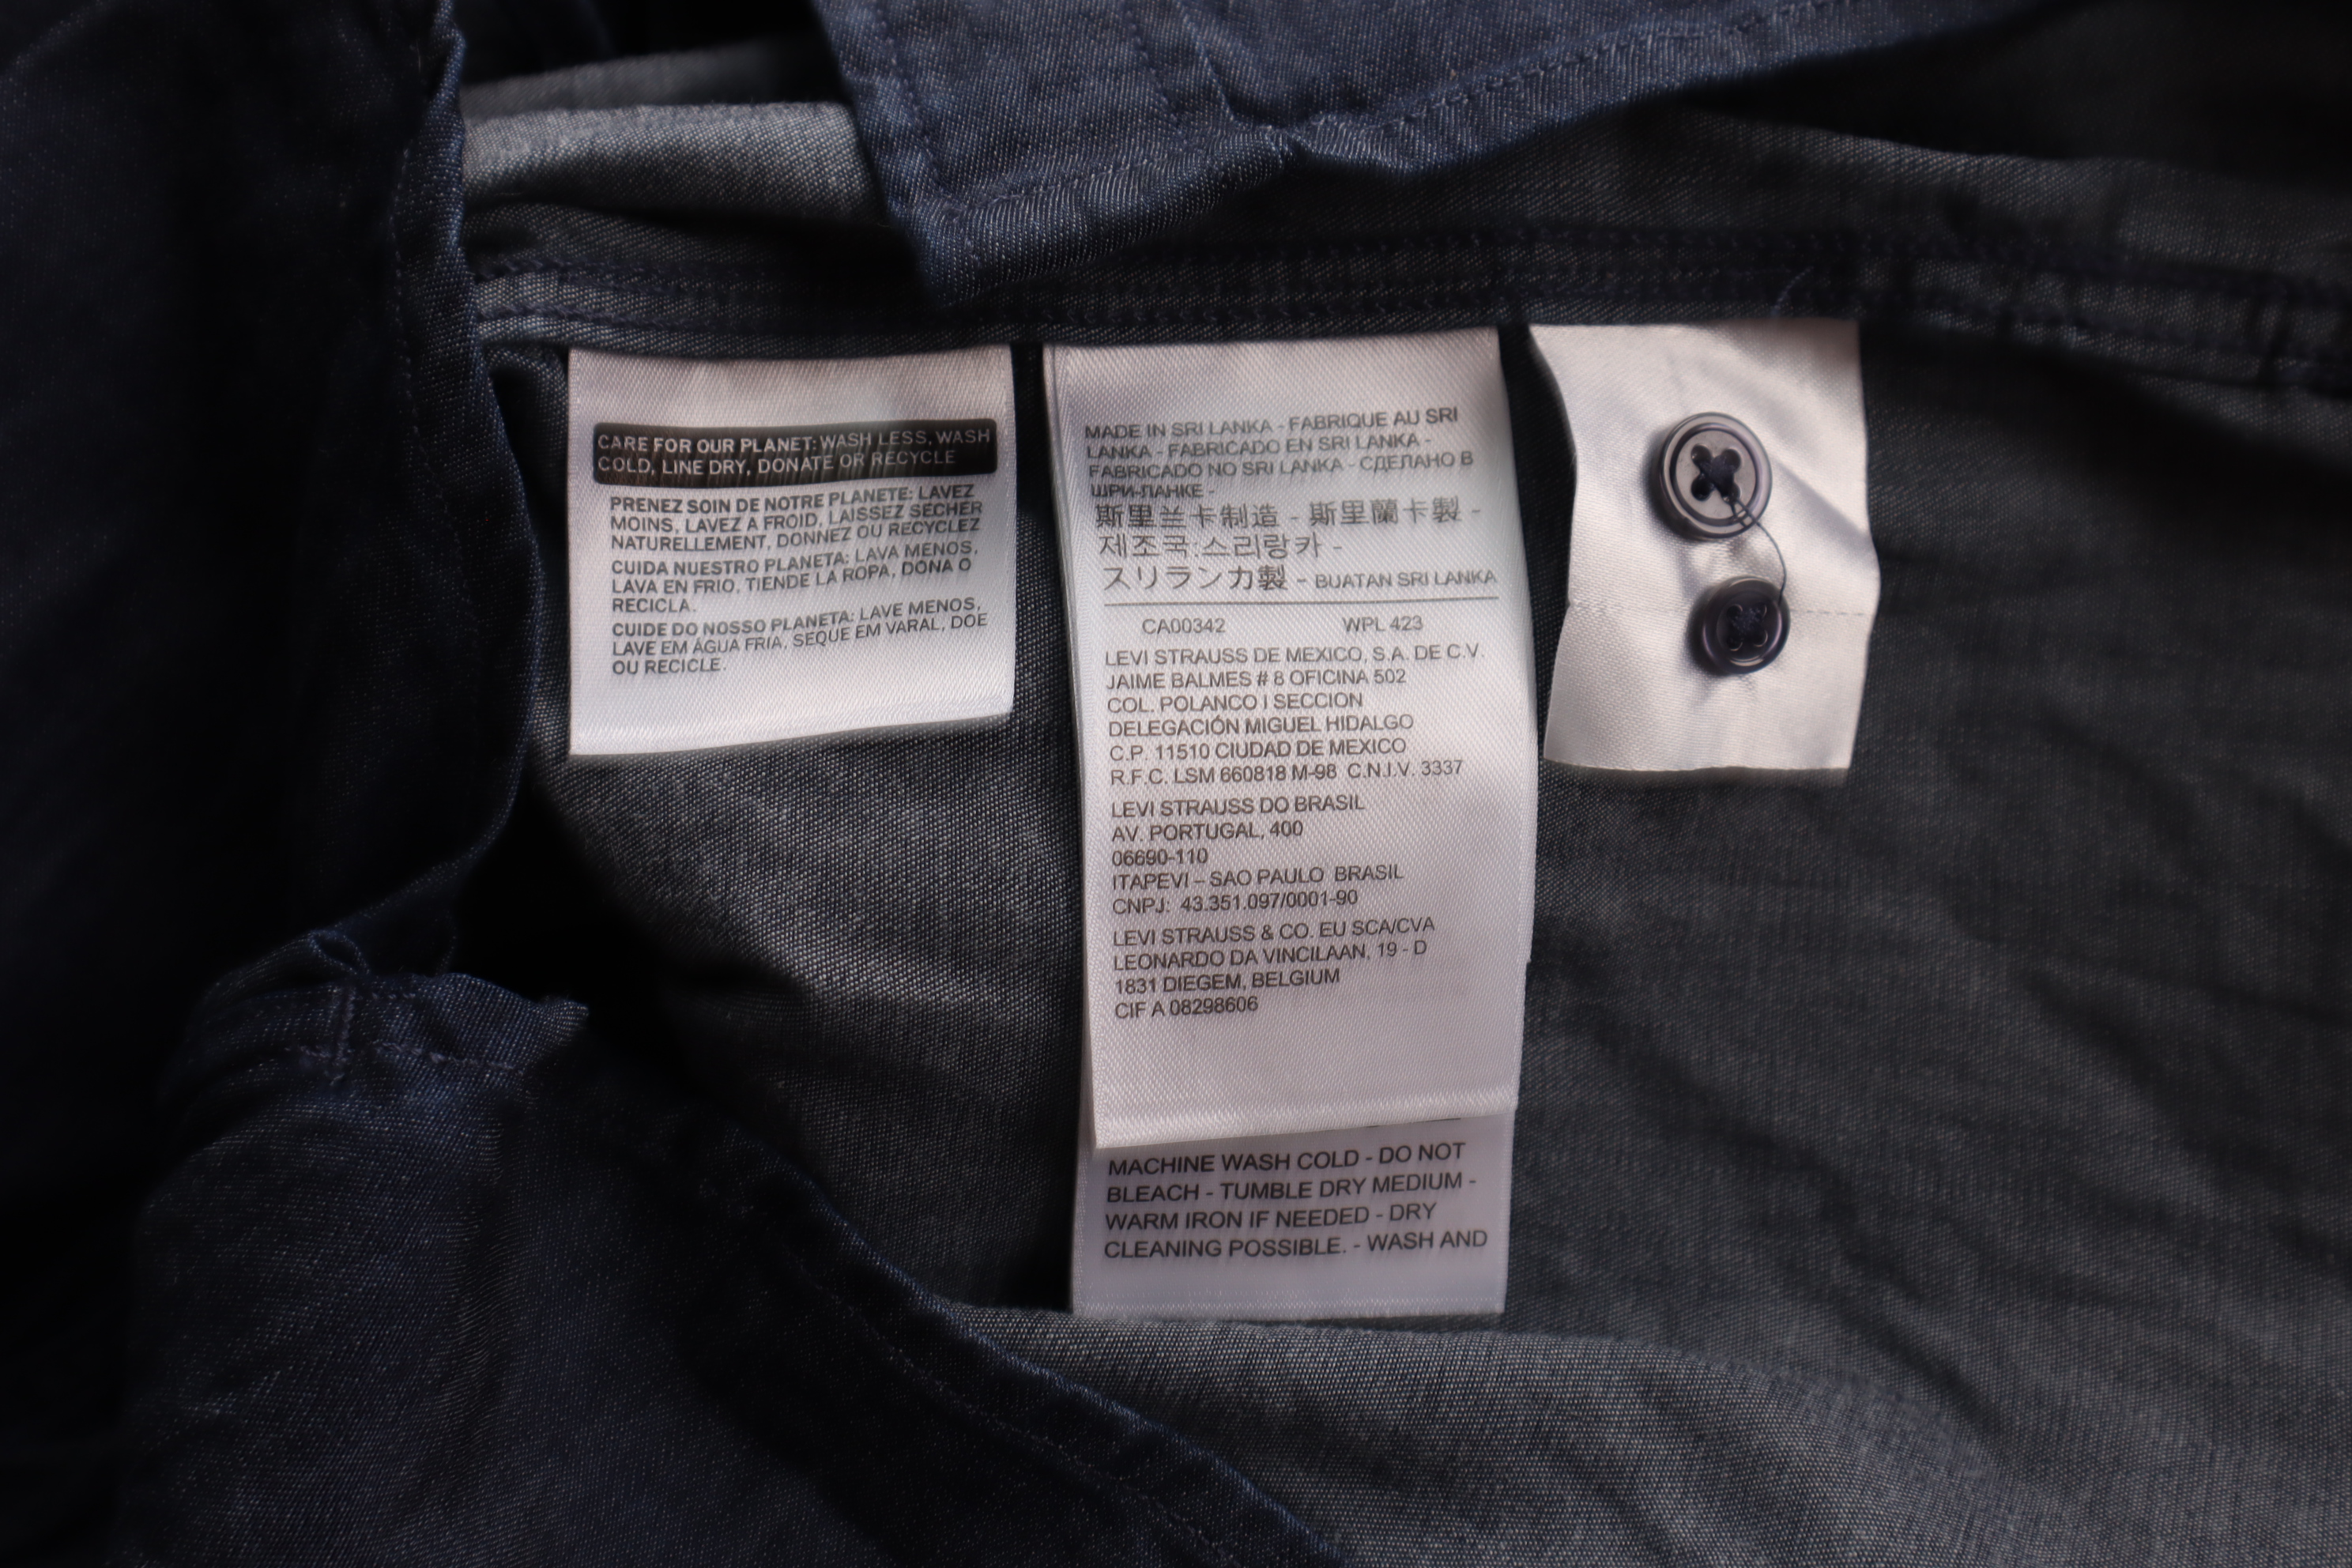 CARE FOR OUR PLANET: WASH LESS, WASH
COLD, LINE DRY, DONATE OR RECYCLE
PRENEZ SOIN DE NOTRE PLANETE: LAVEZ
MOINS, LAVEZ A FROID, LAISSEZ SÉCHER
NATURELLEMENT, DONNEZ OU RECYCLEZ
CUIDA NUESTRO PLANETA: LAVA MENOS,
LAVA EN FRIO, TIENDE LA ROPA, DONA O
RECICLA.
CUIDE DO NOSSO PLANETA: LAVE MENOS,
LAVE EM ÁGUA FRIA, SEQUE EM VARAL, DOE
OU RECICLE.
MADE IN SRI LANKA - FABRIQUE AU SRI
LANKA - FABRICADO EN SRI LANKA -
FABRICADO NO SRI LANKA - СДЕЛАНО В
ШРИ-ЛАНКЕ -
斯里兰卡制造 - 斯里蘭卡製 -
제조국:스리랑카 -
スリランカ製 - BUATAN SRI LANKA
CA00342 WPL 423
LEVI STRAUSS DE MEXICO, S.A. DE C.V.
JAIME BALMES # 8 OFICINA 502
COL. POLANCO I SECCION
DELEGACIÓN MIGUEL HIDALGO
C.P. 11510 CIUDAD DE MEXICO
R.F.C. LSM 660818 M-98 C.N.I.V. 3337
LEVI STRAUSS DO BRASIL
AV. PORTUGAL, 400
06690-110
ITAPEVI – SAO PAULO BRASIL
CNPJ: 43.351.097/0001-90
LEVI STRAUSS & CO. EU SCA/CVA
LEONARDO DA VINCILAAN, 19 - D
1831 DIEGEM, BELGIUM
CIF A 08298606
MACHINE WASH COLD - DO NOT
BLEACH - TUMBLE DRY MEDIUM -
WARM IRON IF NEEDED - DRY
CLEANING POSSIBLE. - WASH AND